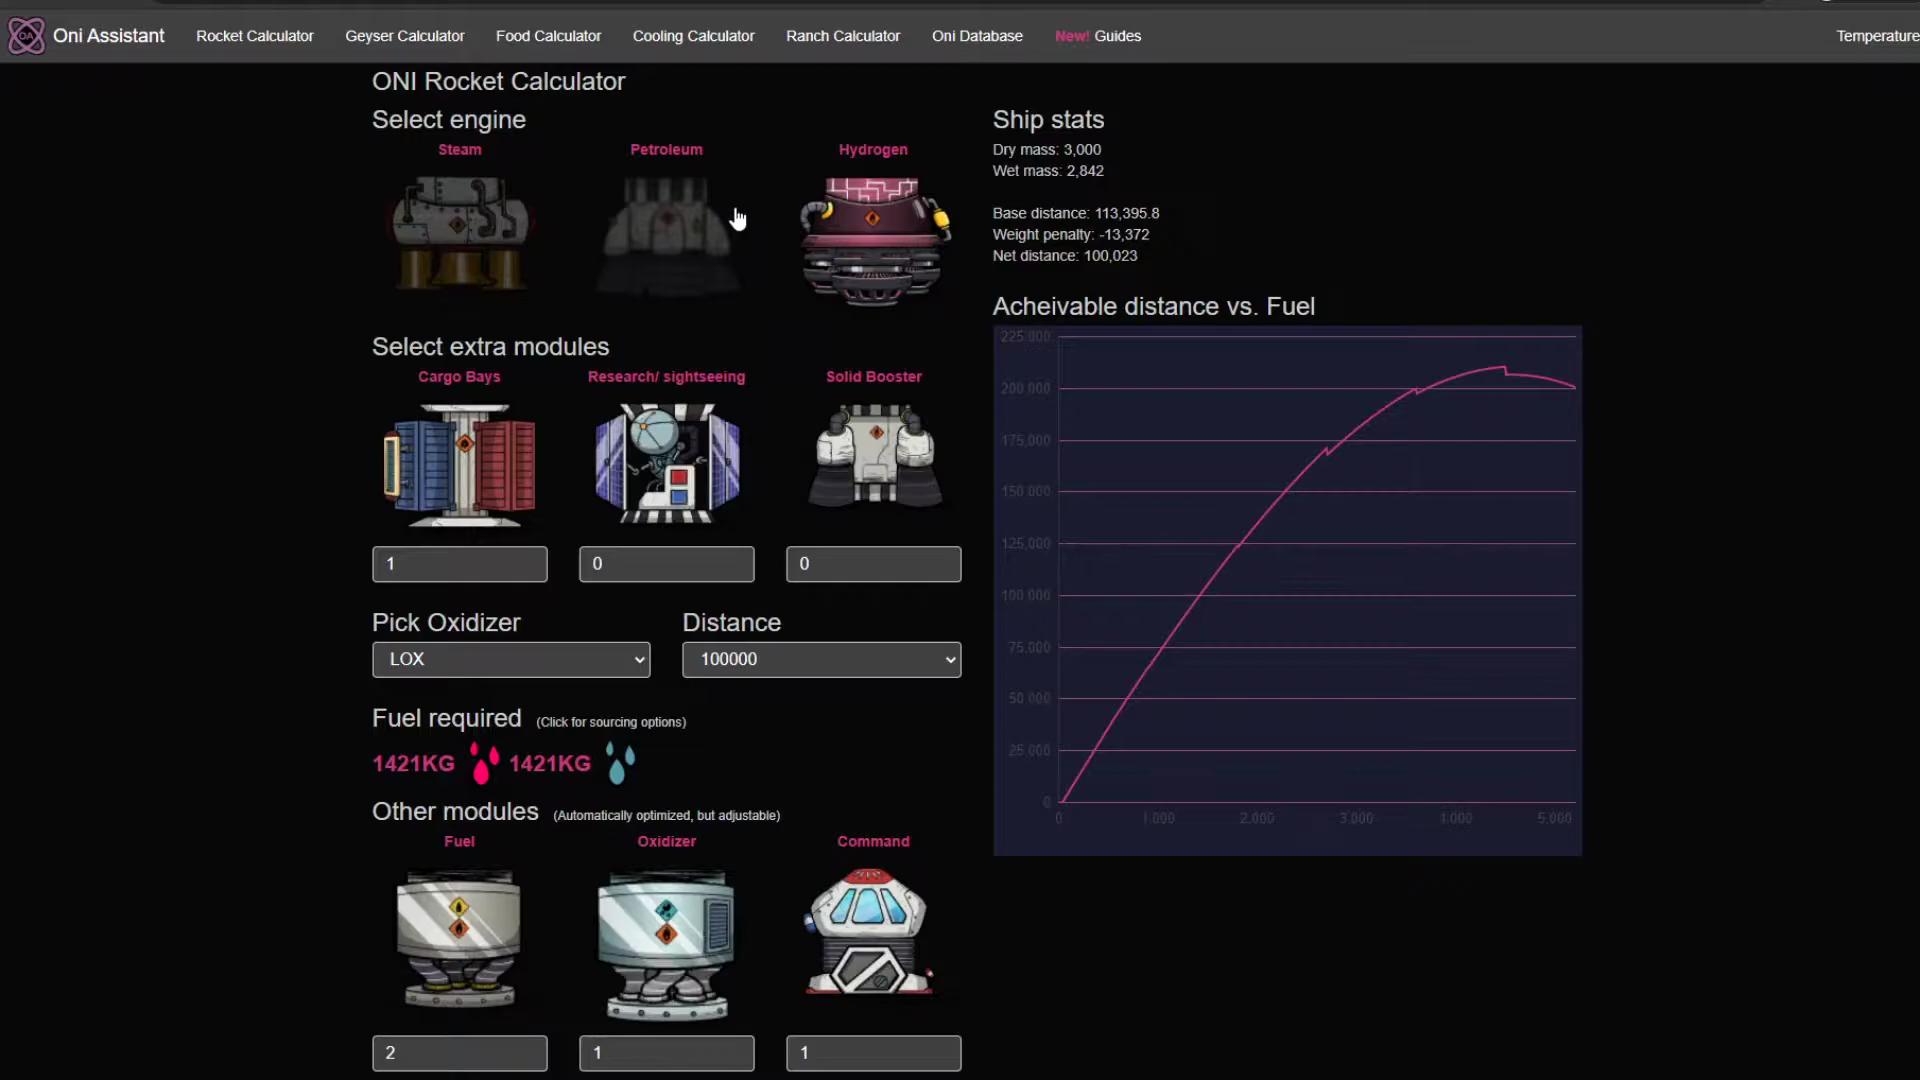 Oni Assistant Rocket Calculator Geyser Calculator Food Calculator Cooling Calculator Ranch Calculator Oni Database New! Guides Temperature
ONI Rocket Calculator
Select engine
Steam Petroleum Hydrogen
Select extra modules
Cargo Bays Research/ sightseeing Solid Booster
1 0 0
Pick Oxidizer Distance
LOX 100000
Fuel required (Click for sourcing options)
1421KG 1421KG
Other modules (Automatically optimized, but adjustable)
Fuel Oxidizer Command
2 1 1
Ship stats
Dry mass: 3,000
Wet mass: 2,842
Base distance: 113,395.8
Weight penalty: -13,372
Net distance: 100,023
Acheivable distance vs. Fuel
225,000
200,000
175,000
150,000
125,000
100,000
75,000
50,000
25,000
0
0 1,000 2,000 3,000 4,000 5,000